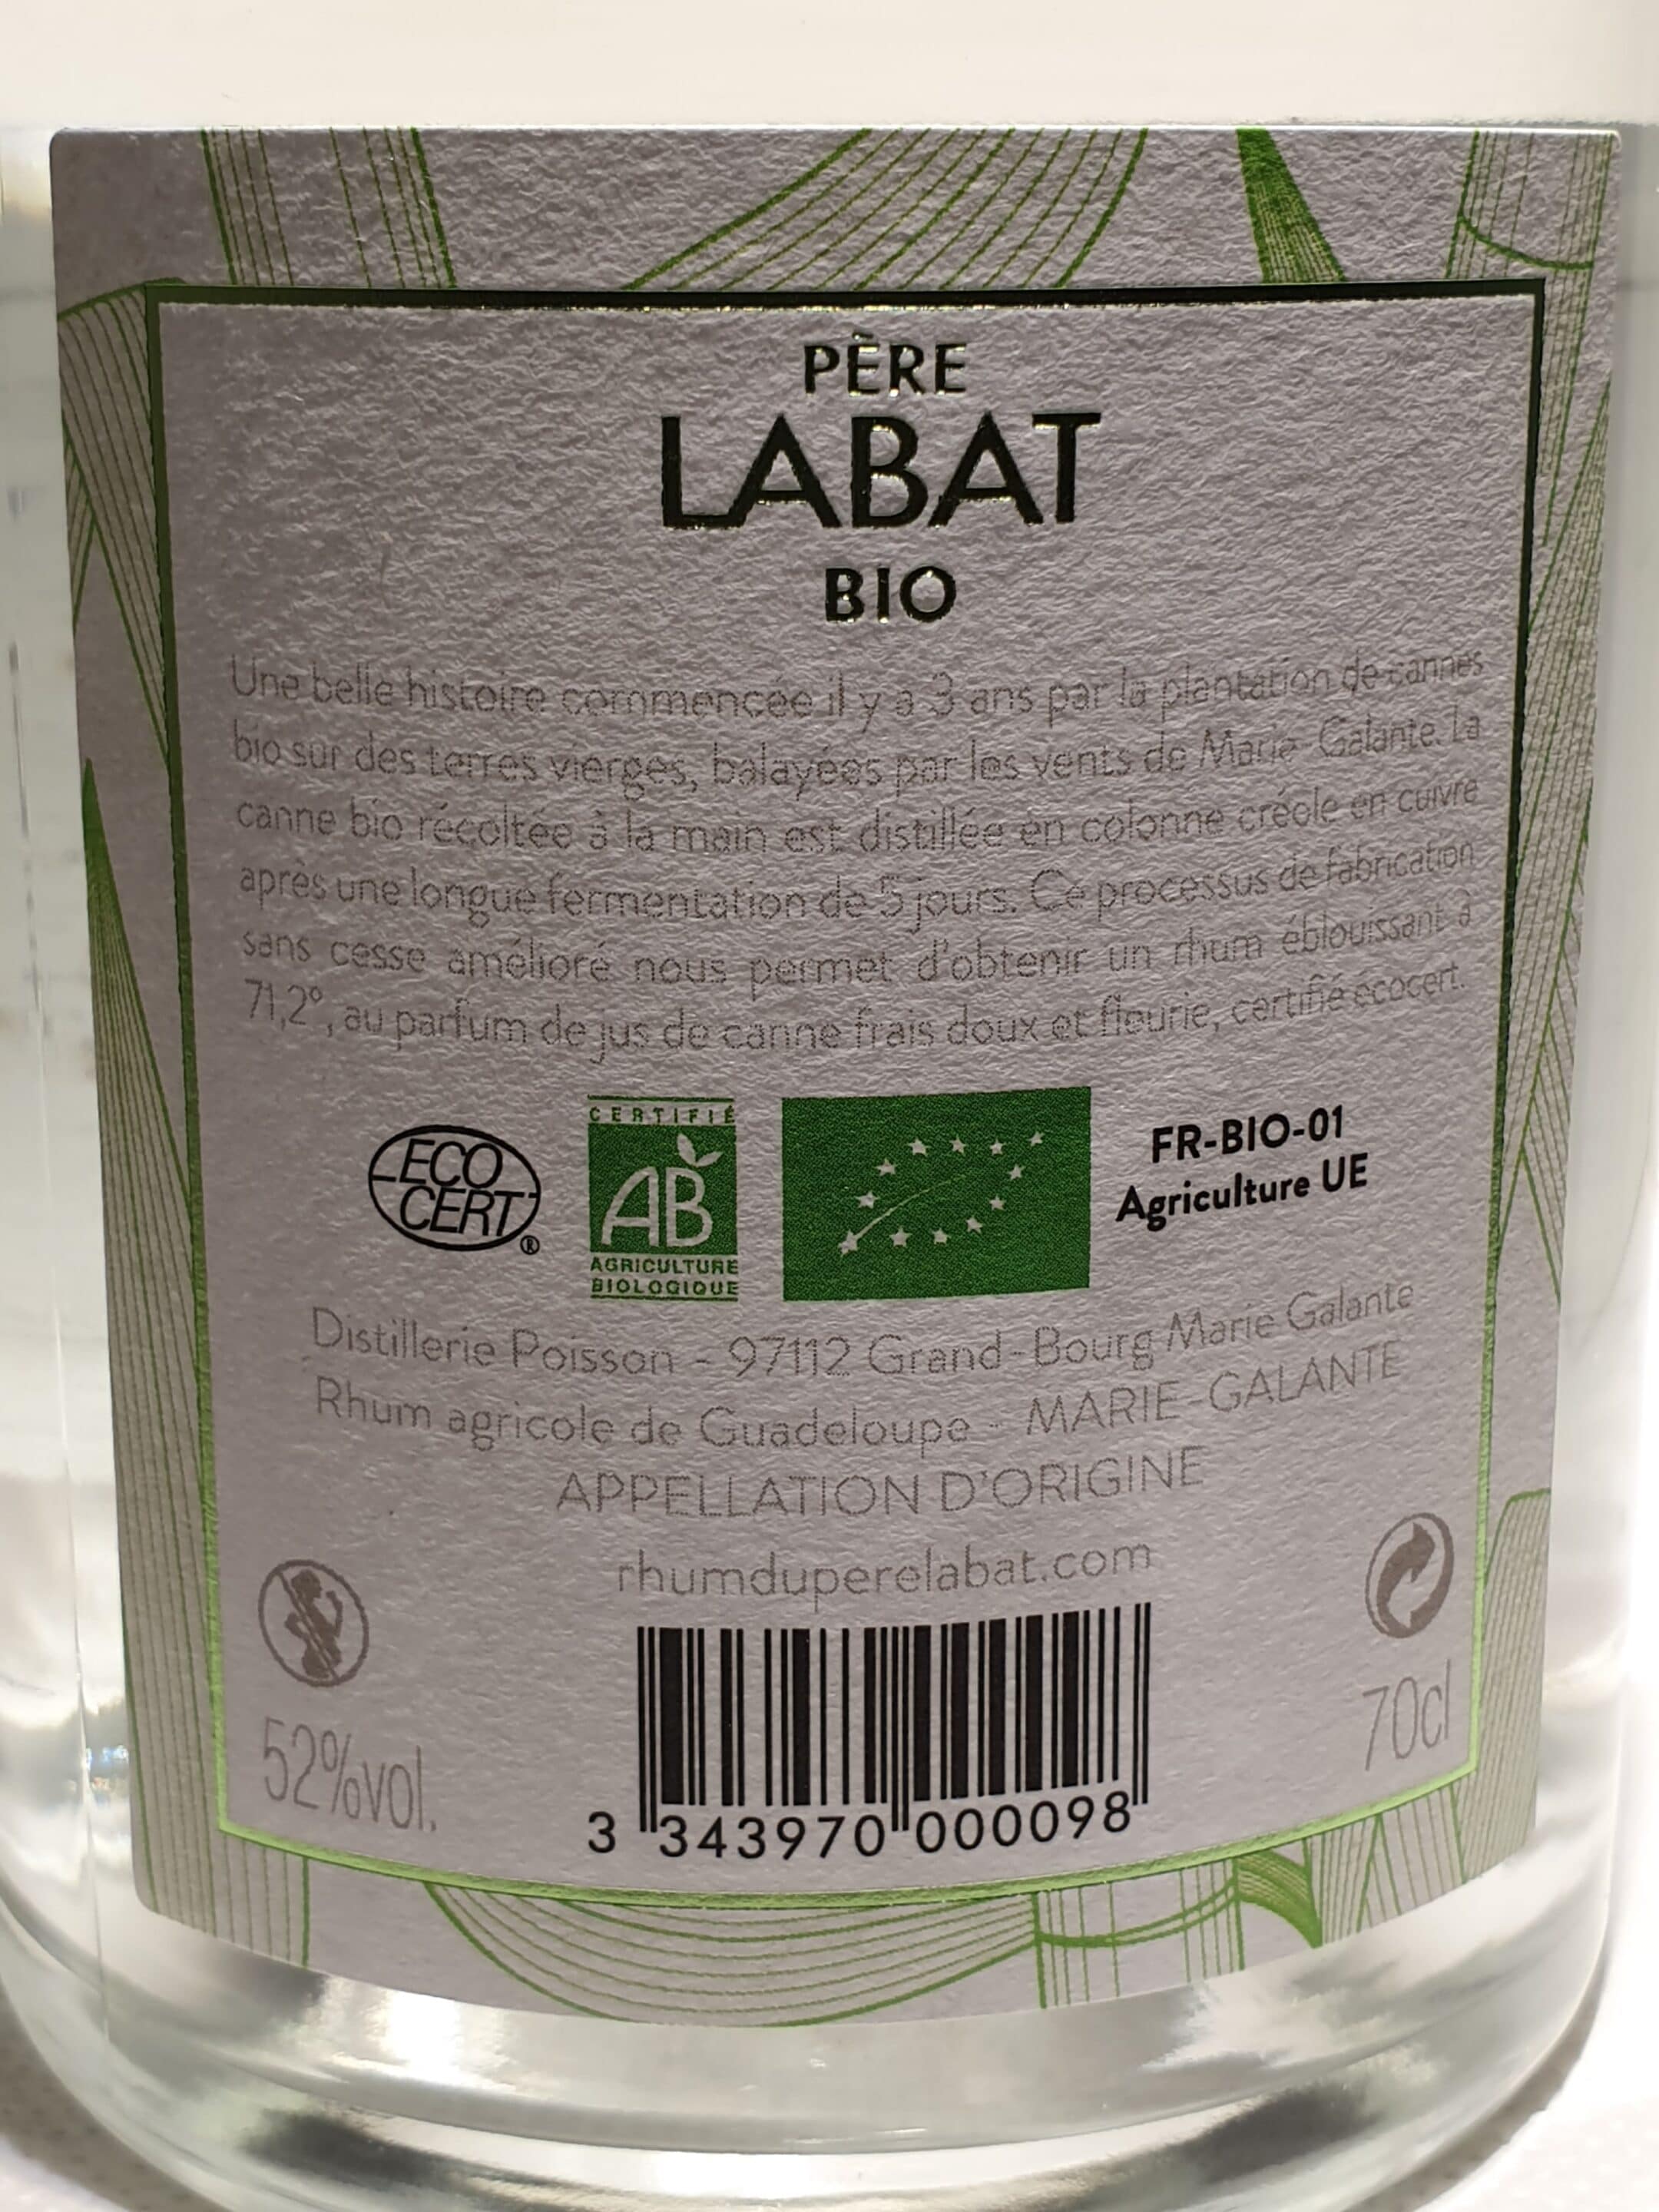 PÈRE
LABAT
BIO
Une belle histoire commencée il y a 3 ans par la plantation de cannes
bio sur des terres vierges, balayées par les vents de Marie-Galante. La
canne bio récoltée à la main est distillée en colonne créole en cuivre
après une longue fermentation de 5 jours. Ce processus de fabrication
sans cesse amélioré nous permet d'obtenir un rhum éblouissant à
71,2°, au parfum de jus de canne frais doux et fleurie, certifié écocert.
ECO
CERT
®
CERTIFIÉ
AB
AGRICULTURE
BIOLOGIQUE
FR-BIO-01
Agriculture UE
Distillerie Poisson - 97112 Grand-Bourg Marie Galante
Rhum agricole de Guadeloupe - MARIE-GALANTE
APPELLATION D'ORIGINE
rhumduperelabat.com
52%vol.
70cl
3 343970 000098